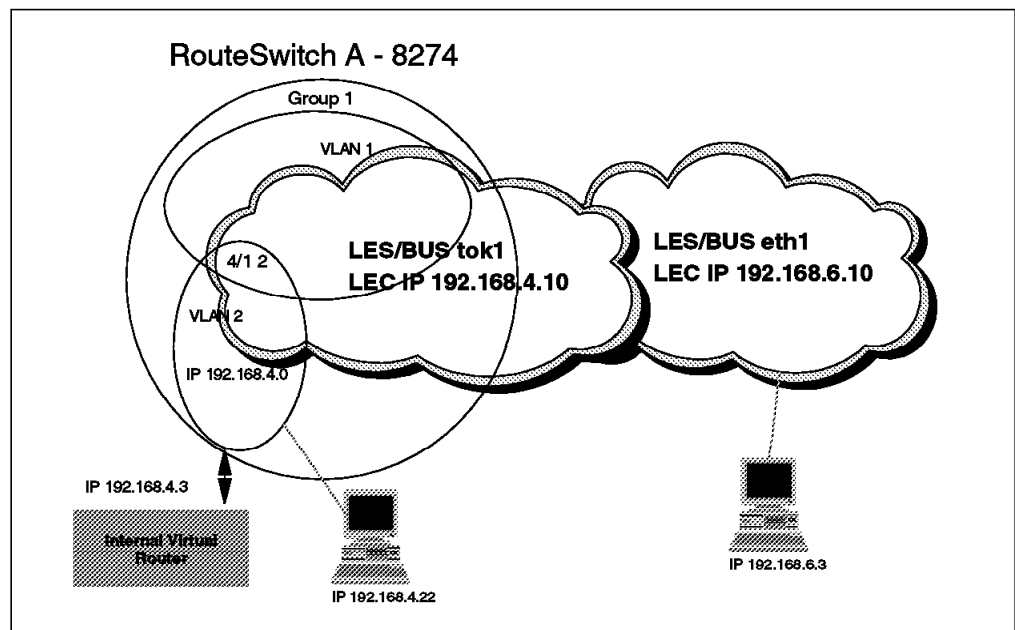 RouteSwitch A - 8274
Group 1
VLAN 1
LES/BUS tok1
LEC IP 192.168.4.10
LES/BUS eth1
LEC IP 192.168.6.10
4/1 2
VLAN 2
IP 192.168.4.0
IP 192.168.4.3
Internal Virtual
Router
IP 192.168.4.22
IP 192.168.6.3